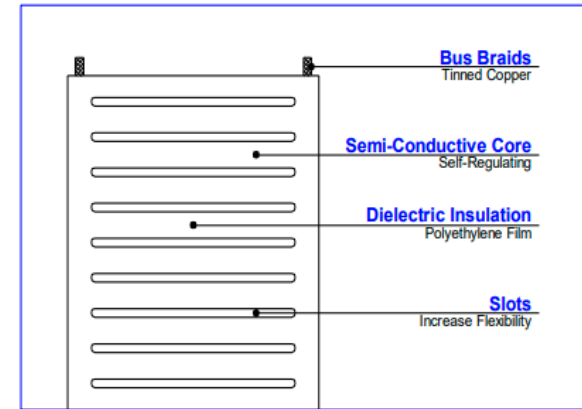 Bus Braids
Tinned Copper
Semi-Conductive Core
Self-Regulating
Dielectric Insulation
Polyethylene Film
Slots
Increase Flexibility